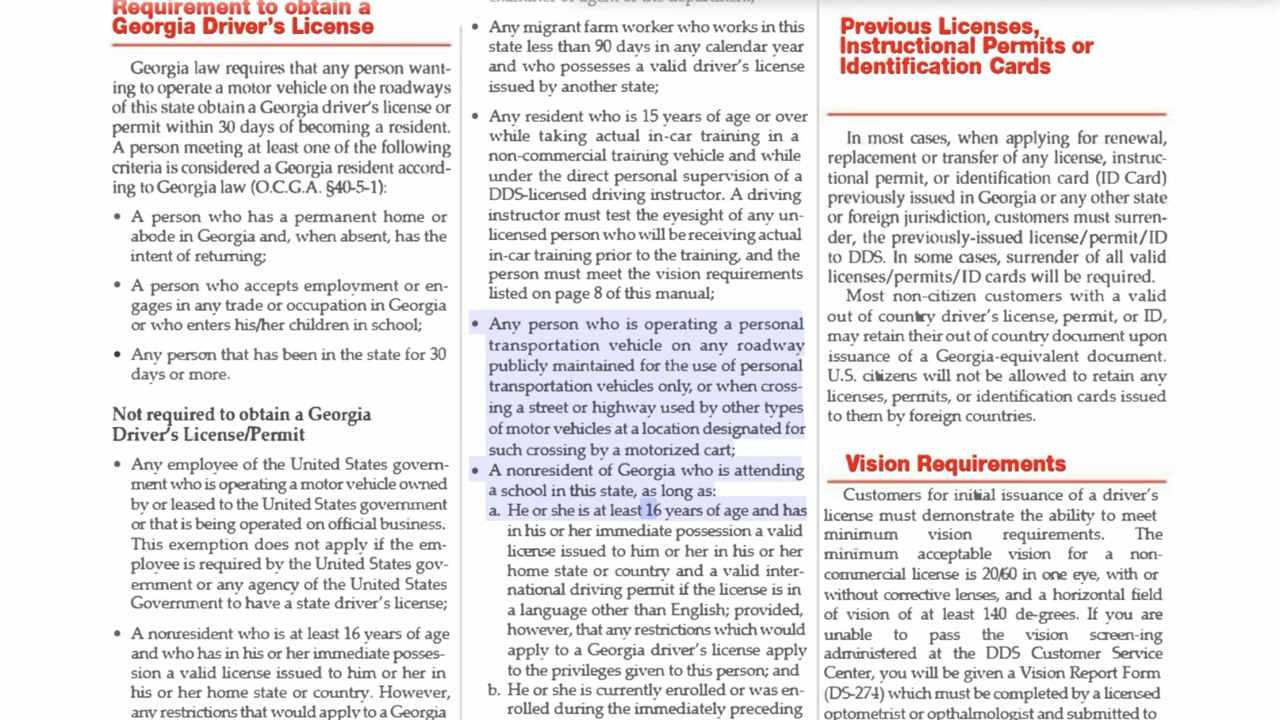 Requirement to obtain a
Georgia Driver's License
Georgia law requires that any person want-
ing to operate a motor vehicle on the roadways
of this state obtain a Georgia driver's license or
permit within 30 days of becoming a resident.
A person meeting at least one of the following
criteria is considered a Georgia resident accord-
ing to Georgia law (O.C.G.A. §40-5-1):
• A person who has a permanent home or
abode in Georgia and, when absent, has the
intent of returning;
• A person who accepts employment or en-
gages in any trade or occupation in Georgia
or who enters his/her children in school;
• Any person that has been in the state for 30
days or more.
Not required to obtain a Georgia
Driver's License/Permit
• Any employee of the United States govern-
ment who is operating a motor vehicle owned
by or leased to the United States government
or that is being operated on official business.
This exemption does not apply if the em-
ployee is required by the United States gov-
ernment or any agency of the United States
Government to have a state driver's license;
• A nonresident who is at least 16 years of age
and who has in his or her immediate posses-
sion a valid license issued to him or her in
his or her home state or country. However,
any restrictions that would apply to a Georgia
• Any migrant farm worker who works in this
state less than 90 days in any calendar year
and who possesses a valid driver's license
issued by another state;
• Any resident who is 15 years of age or over
while taking actual in-car training in a
non-commercial training vehicle and while
under the direct personal supervision of a
DDS-licensed driving instructor. A driving
instructor must test the eyesight of any un-
licensed person who will be receiving actual
in-car training prior to the training, and the
person must meet the vision requirements
listed on page 8 of this manual;
• Any person who is operating a personal
transportation vehicle on any roadway
publicly maintained for the use of personal
transportation vehicles only, or when cross-
ing a street or highway used by other types
of motor vehicles at a location designated for
such crossing by a motorized cart;
• A nonresident of Georgia who is attending
a school in this state, as long as:
a. He or she is at least 16 years of age and has
in his or her immediate possession a valid
license issued to him or her in his or her
home state or country and a valid inter-
national driving permit if the license is in
a language other than English; provided,
however, that any restrictions which would
apply to a Georgia driver's license apply
to the privileges given to this person; and
b. He or she is currently enrolled or was en-
rolled during the immediately preceding
Previous Licenses,
Instructional Permits or
Identification Cards
In most cases, when applying for renewal,
replacement or transfer of any license, instruc-
tional permit, or identification card (ID Card)
previously issued in Georgia or any other state
or foreign jurisdiction, customers must surren-
der, the previously-issued license/permit/ID
to DDS. In some cases, surrender of all valid
licenses/permits/ID cards will be required.
Most non-citizen customers with a valid
out of country driver's license, permit, or ID,
may retain their out of country document upon
issuance of a Georgia-equivalent document.
U.S. citizens will not be allowed to retain any
licenses, permits, or identification cards issued
to them by foreign countries.
Vision Requirements
Customers for initial issuance of a driver's
license must demonstrate the ability to meet
minimum vision requirements. The
minimum acceptable vision for a non-
commercial license is 20/60 in one eye, with or
without corrective lenses, and a horizontal field
of vision of at least 140 de-grees. If you are
unable to pass the vision screen-ing
administered at the DDS Customer Service
Center, you will be given a Vision Report Form
(DS-274) which must be completed by a licensed
optometrist or opthalmologist and submitted to